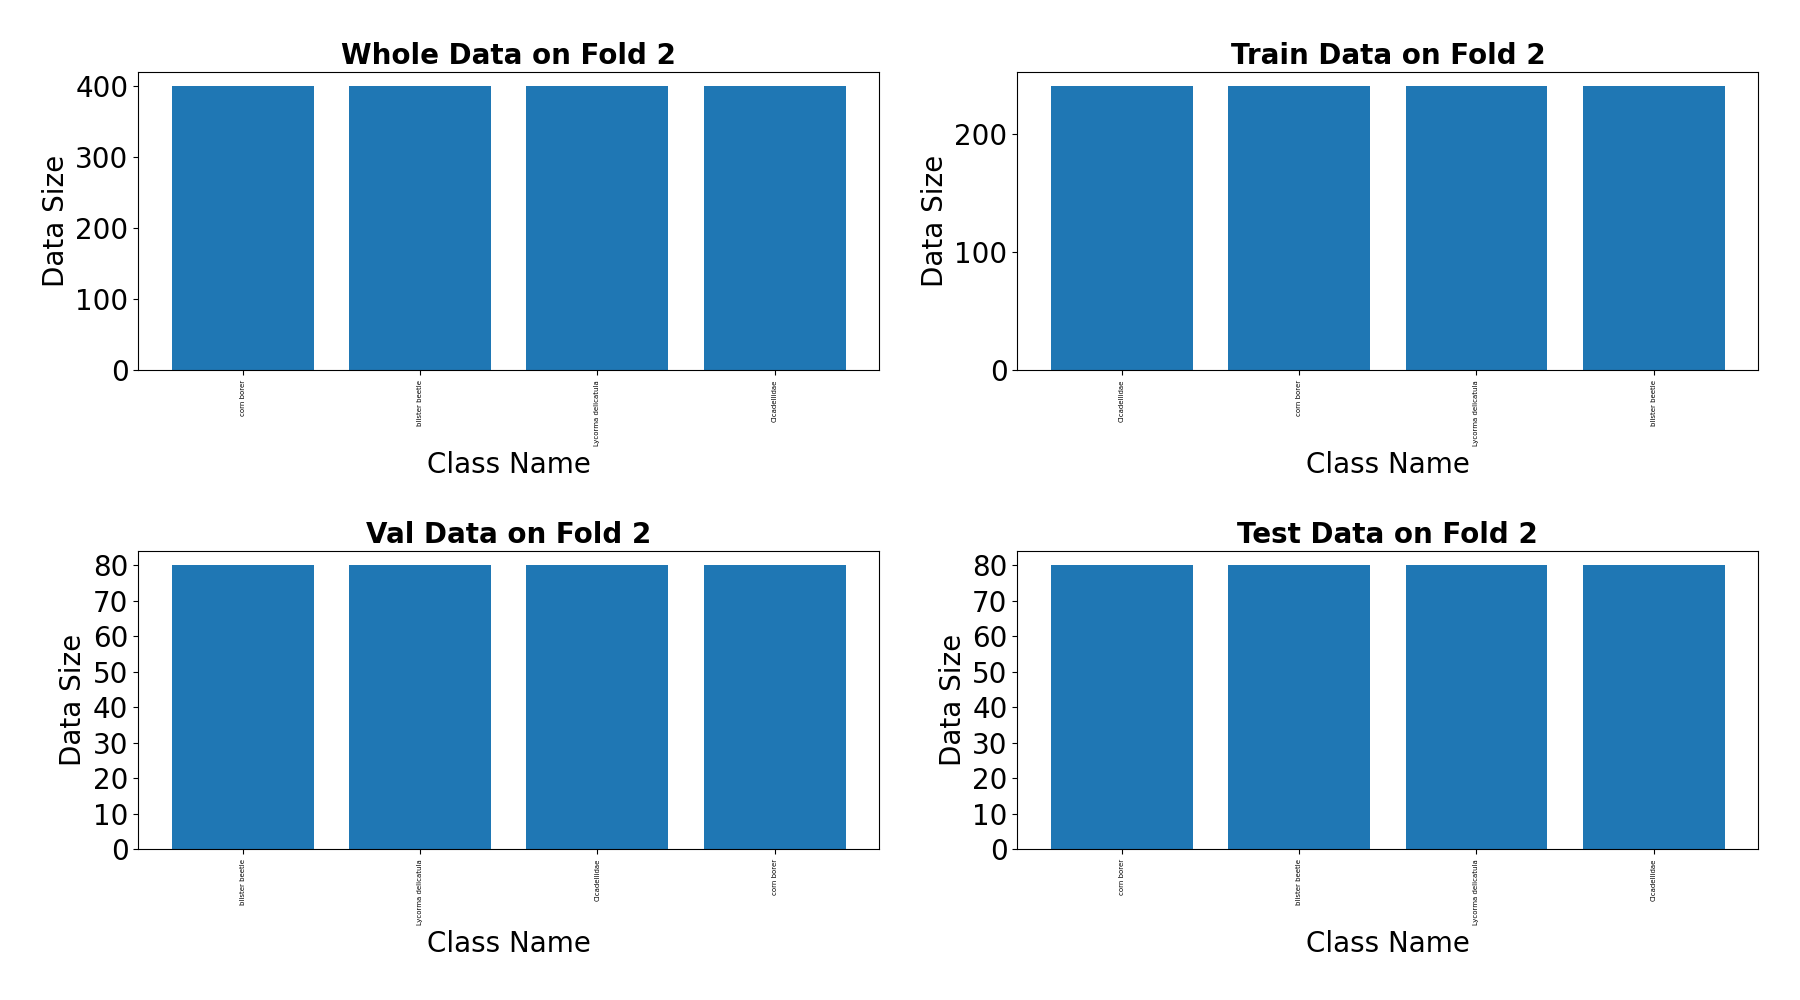 Whole Data on Fold 2
Data Size
400
300
200
100
0
corn borer
blister beetle
Lycorma delicatula
Cicadellidae
Class Name
Train Data on Fold 2
Data Size
200
100
0
Cicadellidae
corn borer
Lycorma delicatula
blister beetle
Class Name
Val Data on Fold 2
Data Size
80
70
60
50
40
30
20
10
0
blister beetle
Lycorma delicatula
Cicadellidae
corn borer
Class Name
Test Data on Fold 2
Data Size
80
70
60
50
40
30
20
10
0
corn borer
blister beetle
Lycorma delicatula
Cicadellidae
Class Name